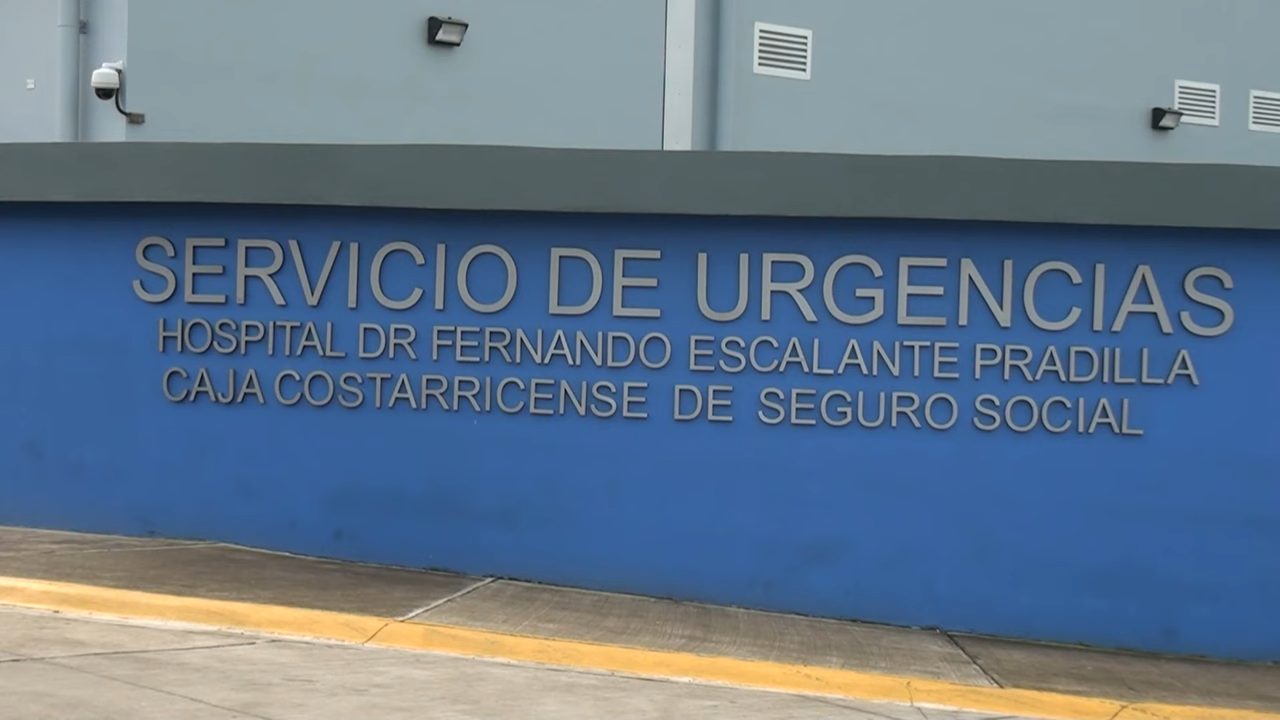 SERVICIO DE URGENCIAS
HOSPITAL DR FERNANDO ESCALANTE PRADILLA
CAJA COSTARRICENSE DE SEGURO SOCIAL